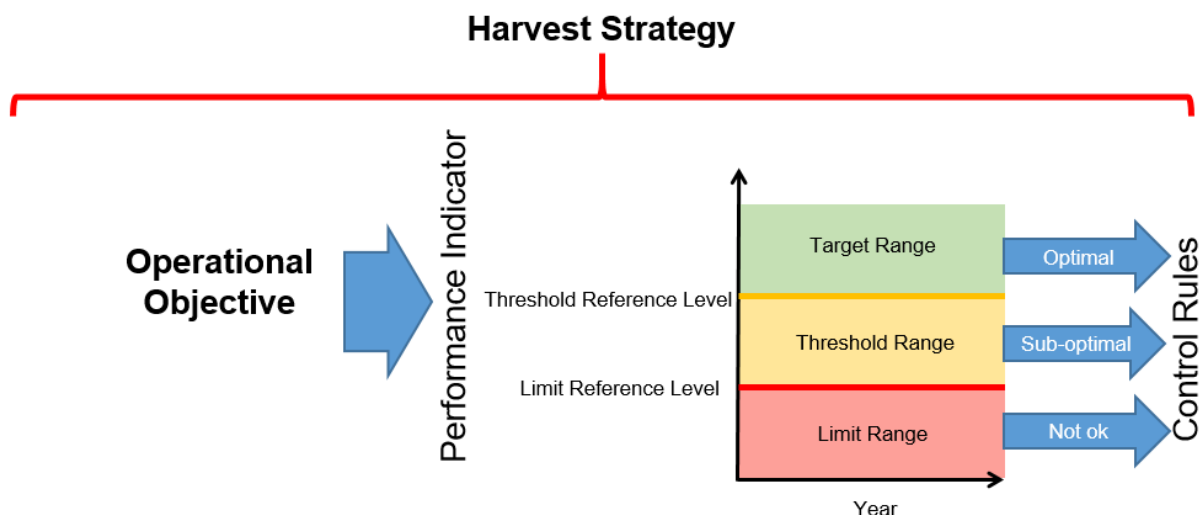 Harvest Strategy
Operational
Objective
Performance Indicator
Threshold Reference Level
Limit Reference Level
Target Range
Threshold Range
Limit Range
Year
Optimal
Sub-optimal
Not ok
Control Rules